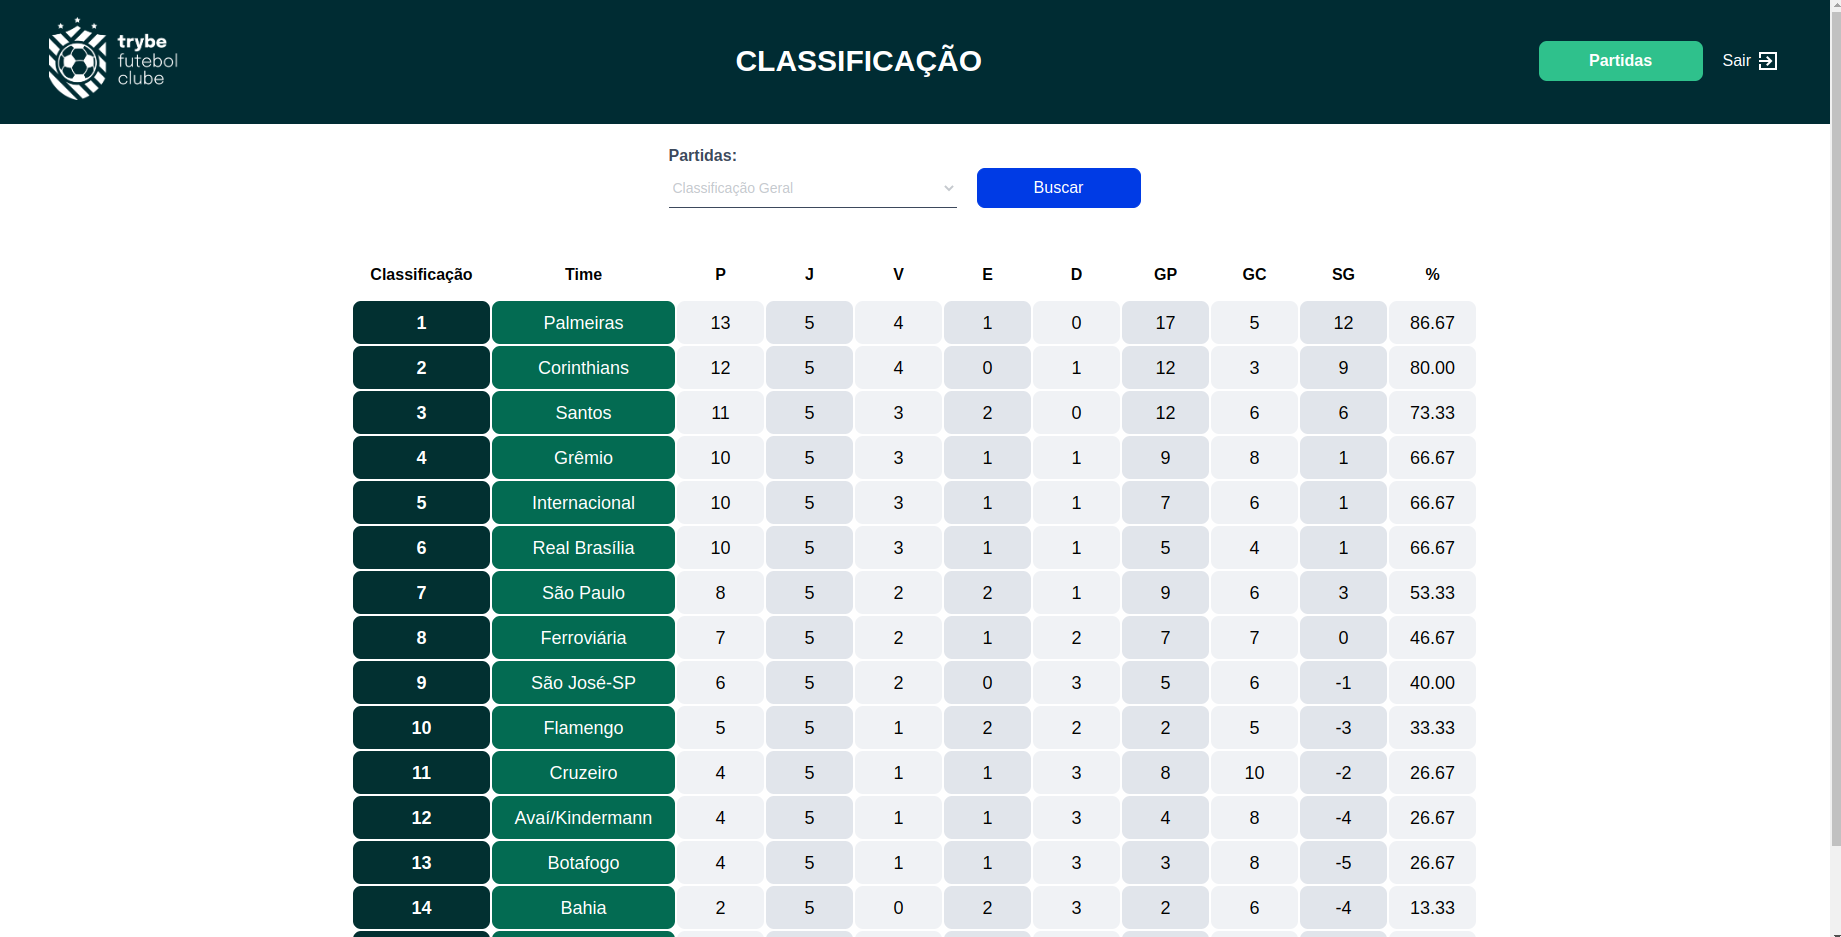 trybe
futebol
clube
CLASSIFICAÇÃO
Partidas
Sair
Partidas:
Classificação Geral
Buscar
Classificação Time P J V E D GP GC SG %
1 Palmeiras 13 5 4 1 0 17 5 12 86.67
2 Corinthians 12 5 4 0 1 12 3 9 80.00
3 Santos 11 5 3 2 0 12 6 6 73.33
4 Grêmio 10 5 3 1 1 9 8 1 66.67
5 Internacional 10 5 3 1 1 7 6 1 66.67
6 Real Brasília 10 5 3 1 1 5 4 1 66.67
7 São Paulo 8 5 2 2 1 9 6 3 53.33
8 Ferroviária 7 5 2 1 2 7 7 0 46.67
9 São José-SP 6 5 2 0 3 5 6 -1 40.00
10 Flamengo 5 5 1 2 2 2 5 -3 33.33
11 Cruzeiro 4 5 1 1 3 8 10 -2 26.67
12 Avaí/Kindermann 4 5 1 1 3 4 8 -4 26.67
13 Botafogo 4 5 1 1 3 3 8 -5 26.67
14 Bahia 2 5 0 2 3 2 6 -4 13.33